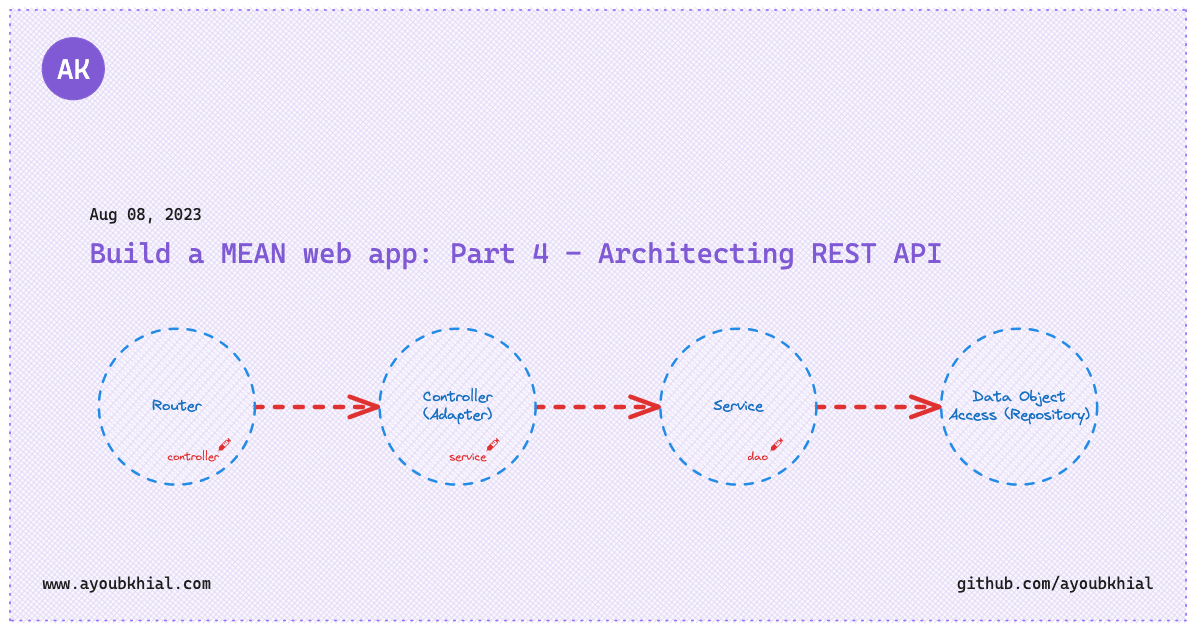 AK
Aug 08, 2023
Build a MEAN web app: Part 4 - Architecting REST API
Router
controller
Controller
(Adapter)
service
Service
dao
Data Object
Access (Repository)
www.ayoubkhial.com
github.com/ayoubkhial